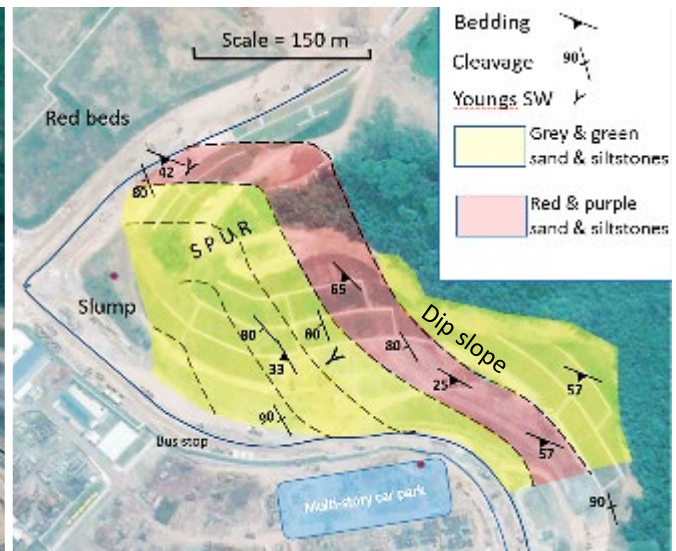 Scale = 150 m
Red beds
42
80
SPUR
65
Slump
80
80
33
80
Dip slope
25
57
57
90
Bus stop
Multi-story car park
90
Bedding
Cleavage 90
Youngs SW
Grey & green
sand & siltstones
Red & purple
sand & siltstones